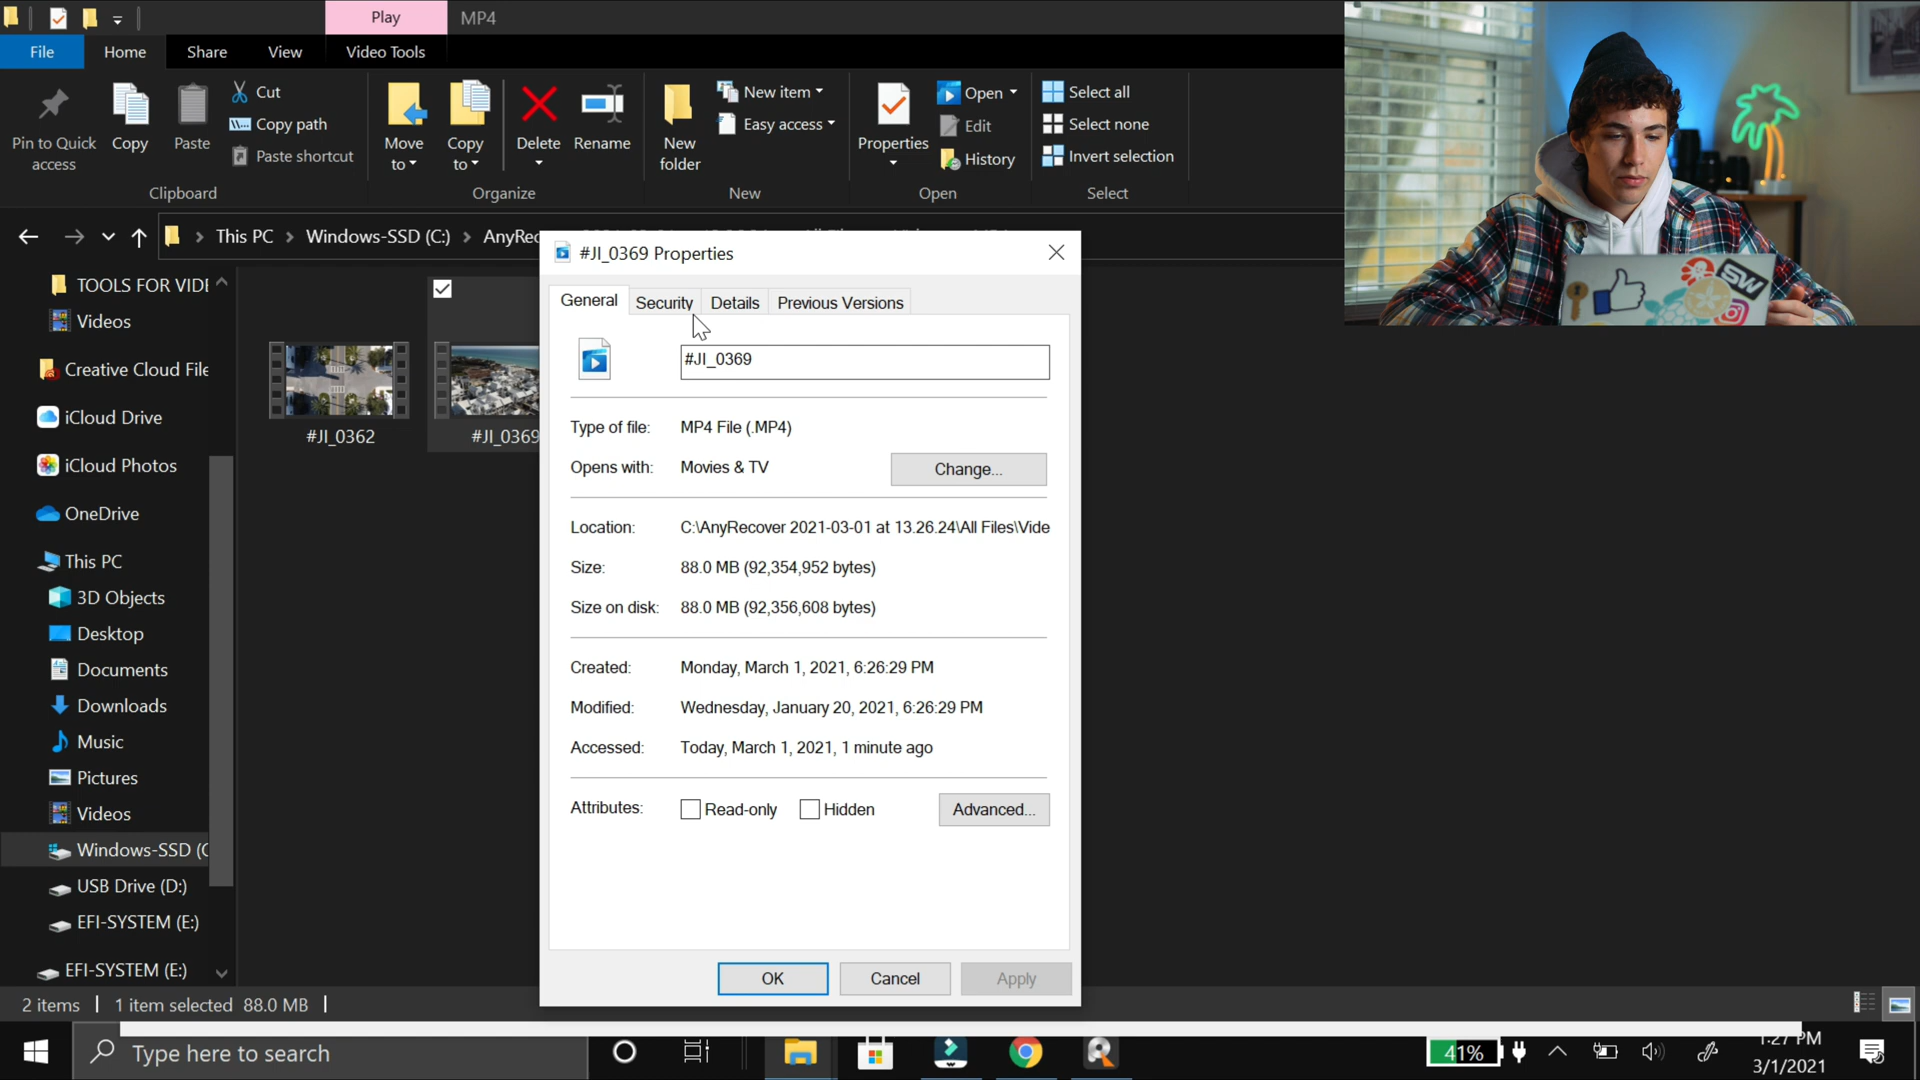 Play
MP4
File
Home
Share
View
Video Tools
Pin to Quick
access
Copy
Paste
Cut
Copy path
Paste shortcut
Clipboard
Move
to
Copy
to
Delete
Rename
Organize
New
folder
New item
Easy access
New
Properties
Open
Edit
History
Open
Select all
Select none
Invert selection
Select
This PC
Windows-SSD (C:)
AnyRec
TOOLS FOR VIDE
Videos
Creative Cloud File
iCloud Drive
iCloud Photos
OneDrive
This PC
3D Objects
Desktop
Documents
Downloads
Music
Pictures
Videos
Windows-SSD (C
USB Drive (D:)
EFI-SYSTEM (E:)
EFI-SYSTEM (E:)
#JI_0362
#JI_0369
#JI_0369 Properties
General
Security
Details
Previous Versions
#JI_0369
Type of file: MP4 File (.MP4)
Opens with: Movies & TV
Change...
Location: C:\AnyRecover 2021-03-01 at 13.26.24\All Files\Vide
Size: 88.0 MB (92,354,952 bytes)
Size on disk: 88.0 MB (92,356,608 bytes)
Created: Monday, March 1, 2021, 6:26:29 PM
Modified: Wednesday, January 20, 2021, 6:26:29 PM
Accessed: Today, March 1, 2021, 1 minute ago
Attributes: Read-only Hidden
Advanced...
OK
Cancel
Apply
SW
2 items
1 item selected 88.0 MB
Type here to search
41%
1:27 PM
3/1/2021